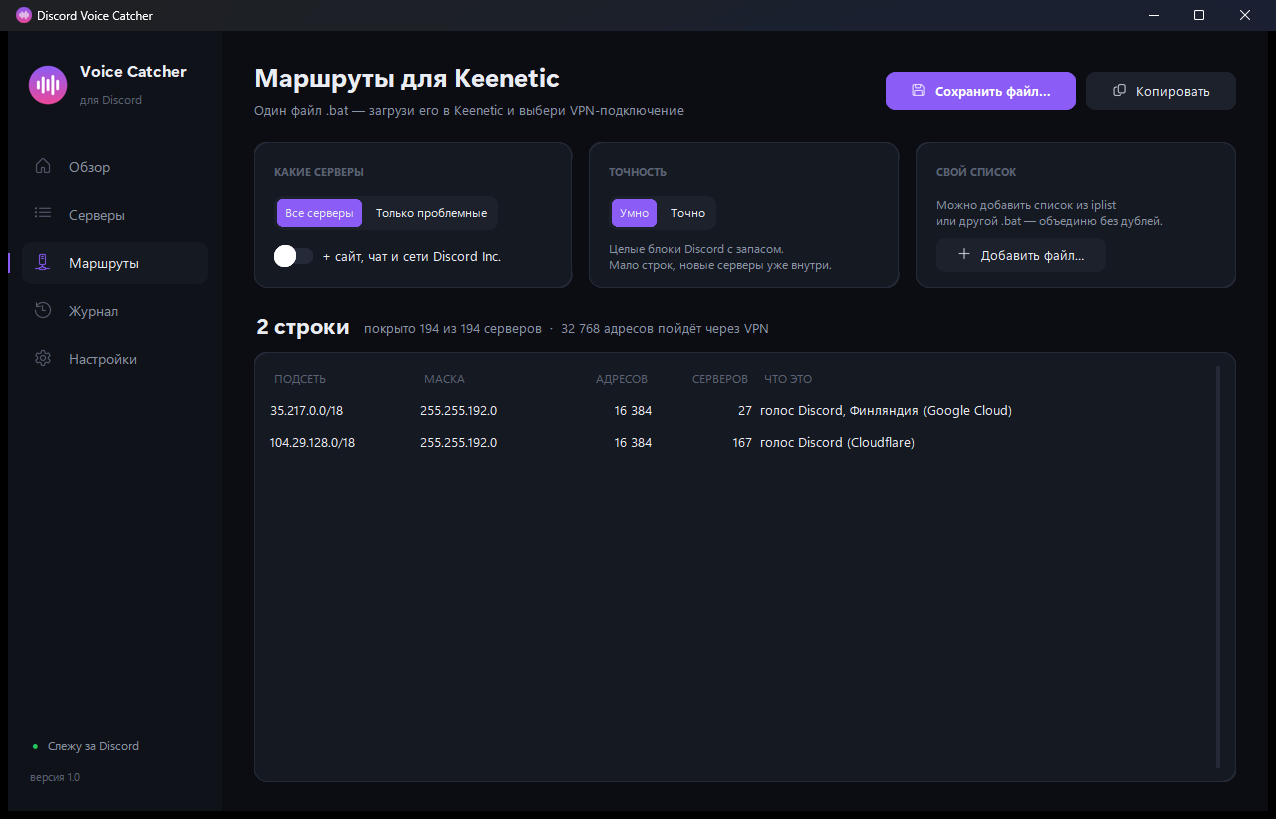 Discord Voice Catcher
Voice Catcher
для Discord
Обзор
Серверы
Маршруты
Журнал
Настройки
Слежу за Discord
версия 1.0
Маршруты для Keenetic
Один файл .bat — загрузи его в Keenetic и выбери VPN-подключение
Сохранить файл...
Копировать
КАКИЕ СЕРВЕРЫ
Все серверы Только проблемные
+ сайт, чат и сети Discord Inc.
ТОЧНОСТЬ
Умно Точно
Целые блоки Discord с запасом.
Мало строк, новые серверы уже внутри.
СВОЙ СПИСОК
Можно добавить список из iplist
или другой .bat — объединю без дублей.
Добавить файл...
2 строки покрыто 194 из 194 серверов · 32 768 адресов пойдёт через VPN
ПОДСЕТЬ МАСКА АДРЕСОВ СЕРВЕРОВ ЧТО ЭТО
35.217.0.0/18 255.255.192.0 16 384 27 голос Discord, Финляндия (Google Cloud)
104.29.128.0/18 255.255.192.0 16 384 167 голос Discord (Cloudflare)